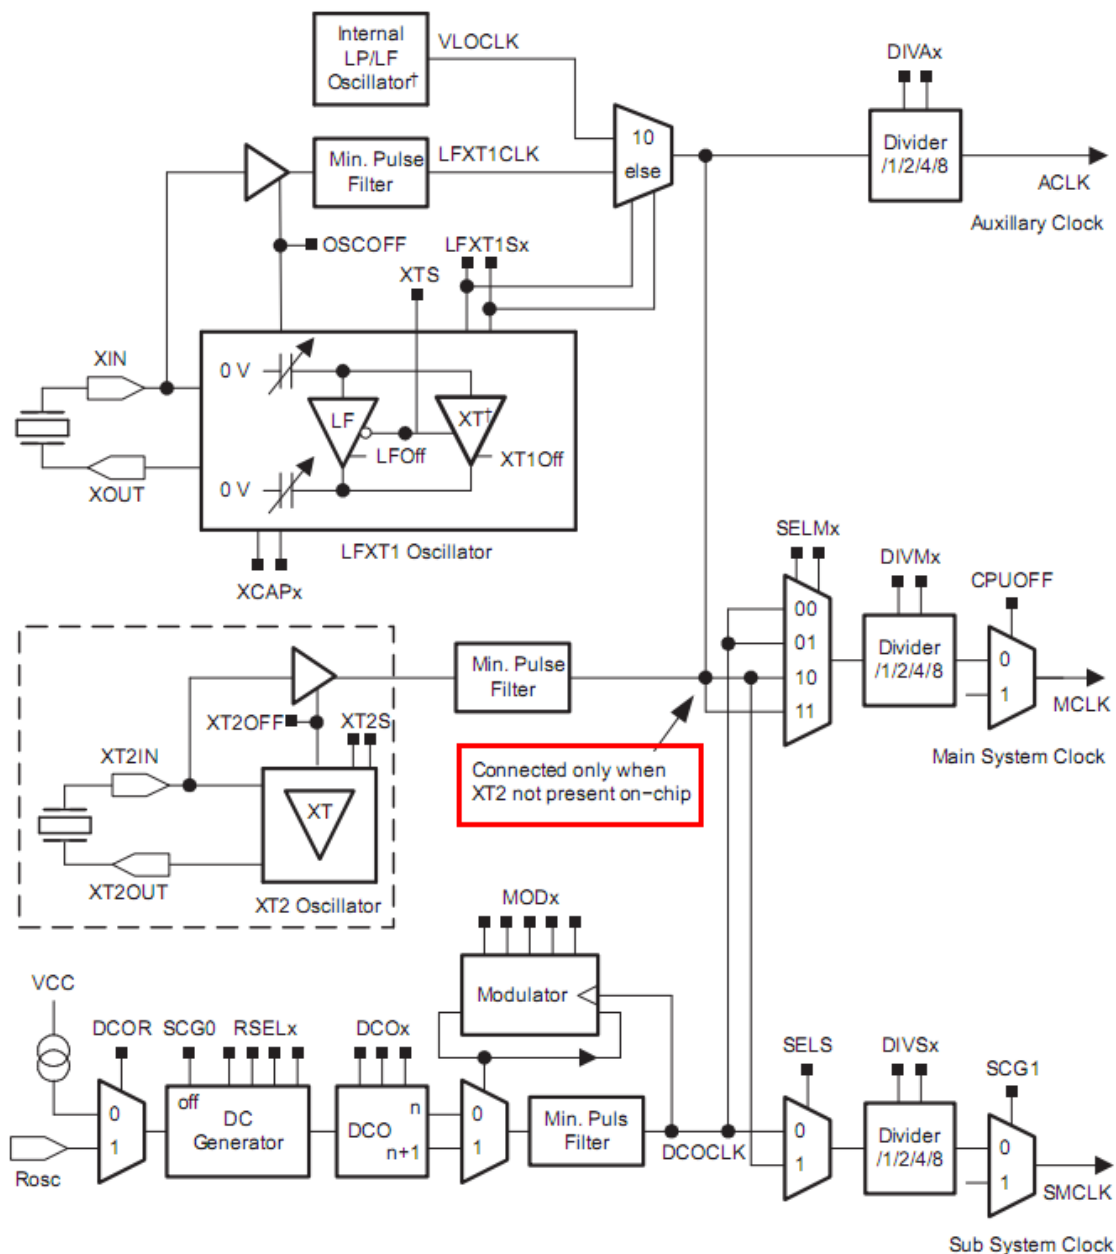 Internal
LP/LF
Oscillator†
VLOCLK
DIVAx
10
else
Divider
/1/2/4/8
Min. Pulse
Filter
LFXT1CLK
ACLK
Auxillary Clock
OSCOFF
LFXT1Sx
XTS
XIN
0 V
LF
XT†
LFOff
XT1Off
0 V
XOUT
LFXT1 Oscillator
XCAPx
SELMx
DIVMx
CPUOFF
00
01
10
11
Divider
/1/2/4/8
0
1
MCLK
Main System Clock
Min. Pulse
Filter
XT2OFF
XT2S
XT2IN
XT
XT2OUT
XT2 Oscillator
Connected only when
XT2 not present on−chip
MODx
Modulator
VCC
DCOR
SCG0
RSELx
DCOx
0
1
off
DC
Generator
n
DCO
n+1
0
1
Min. Puls
Filter
DCOCLK
Rosc
SELS
DIVSx
SCG1
0
1
Divider
/1/2/4/8
0
1
SMCLK
Sub System Clock